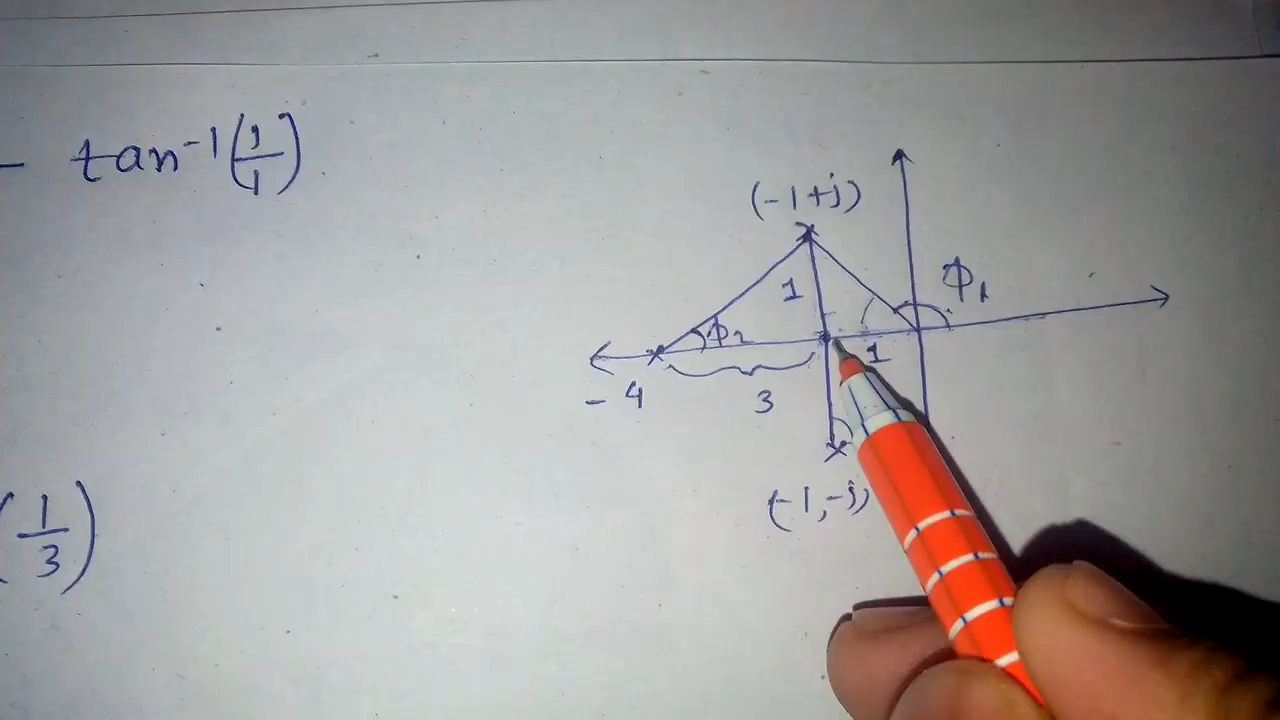 - tan⁻¹(1/1)
(-1+j)
1
ϕ₁
ϕ₂
1
-4
3
(-1,-j)
(1/3)